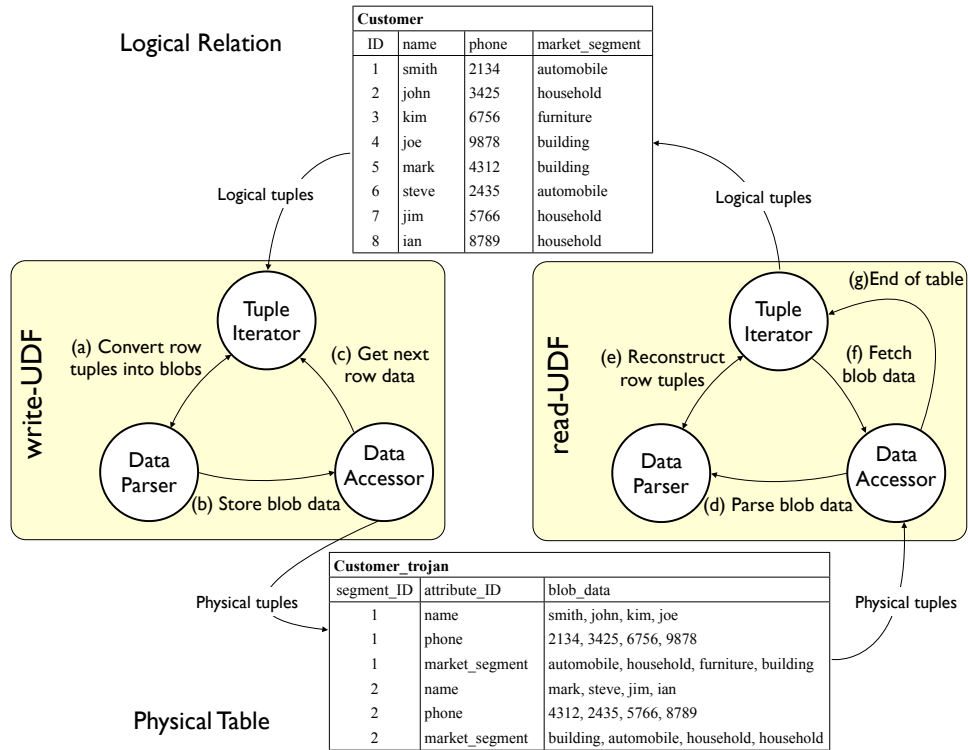 Logical Relation
Customer
ID name phone market_segment
1 smith 2134 automobile
2 john 3425 household
3 kim 6756 furniture
4 joe 9878 building
5 mark 4312 building
6 steve 2435 automobile
7 jim 5766 household
8 ian 8789 household
Logical tuples
Logical tuples
write-UDF
Tuple
Iterator
(a) Convert row
tuples into blobs
(c) Get next
row data
Data
Parser
Data
Accessor
(b) Store blob data
read-UDF
(g)End of table
Tuple
Iterator
(e) Reconstruct
row tuples
(f) Fetch
blob data
Data
Parser
Data
Accessor
(d) Parse blob data
Physical tuples
Physical tuples
Customer_trojan
segment_ID attribute_ID blob_data
1 name smith, john, kim, joe
1 phone 2134, 3425, 6756, 9878
1 market_segment automobile, household, furniture, building
2 name mark, steve, jim, ian
2 phone 4312, 2435, 5766, 8789
2 market_segment building, automobile, household, household
Physical Table